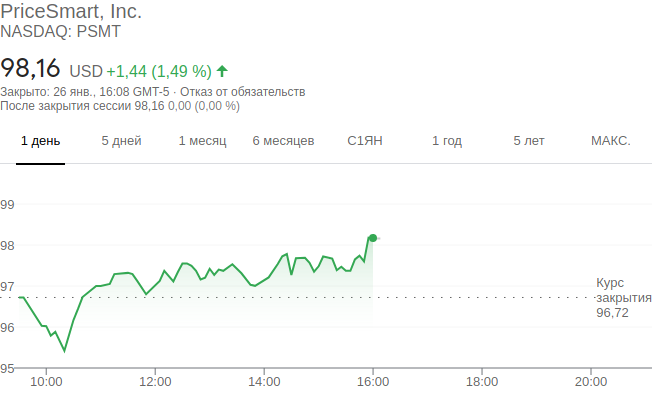 PriceSmart, Inc.
NASDAQ: PSMT
98,16 USD +1,44 (1,49 %)
Закрыто: 26 янв., 16:08 GMT-5 · Отказ от обязательств
После закрытия сессии 98,16 0,00 (0,00 %)
1 день 5 дней 1 месяц 6 месяцев С1ЯН 1 год 5 лет МАКС.
99
98
97
Курс
закрытия
96,72
96
95
10:00 12:00 14:00 16:00 18:00 20:00